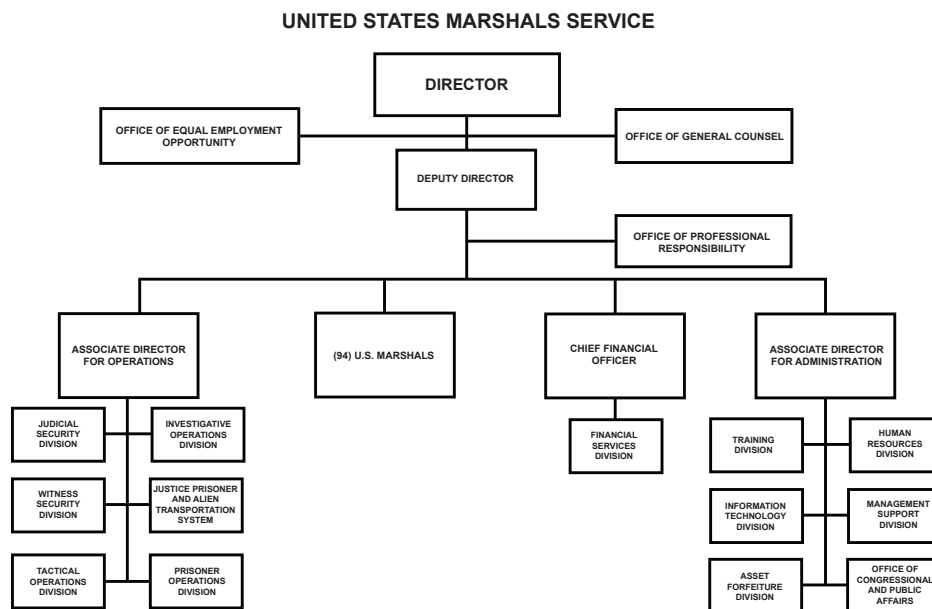 UNITED STATES MARSHALS SERVICE
DIRECTOR
OFFICE OF EQUAL EMPLOYMENT
OPPORTUNITY
OFFICE OF GENERAL COUNSEL
DEPUTY DIRECTOR
OFFICE OF PROFESSIONAL
RESPONSIBIILITY
ASSOCIATE DIRECTOR
FOR OPERATIONS
(94) U.S. MARSHALS
CHIEF FINANCIAL
OFFICER
ASSOCIATE DIRECTOR
FOR ADMINISTRATION
JUDICIAL
SECURITY
DIVISION
INVESTIGATIVE
OPERATIONS
DIVISION
FINANCIAL
SERVICES
DIVISION
TRAINING
DIVISION
HUMAN
RESOURCES
DIVISION
WITNESS
SECURITY
DIVISION
JUSTICE PRISONER
AND ALIEN
TRANSPORTATION
SYSTEM
INFORMATION
TECHNOLOGY
DIVISION
MANAGEMENT
SUPPORT
DIVISION
TACTICAL
OPERATIONS
DIVISION
PRISONER
OPERATIONS
DIVISION
ASSET
FORFEITURE
DIVISION
OFFICE OF
CONGRESSIONAL
AND PUBLIC
AFFAIRS